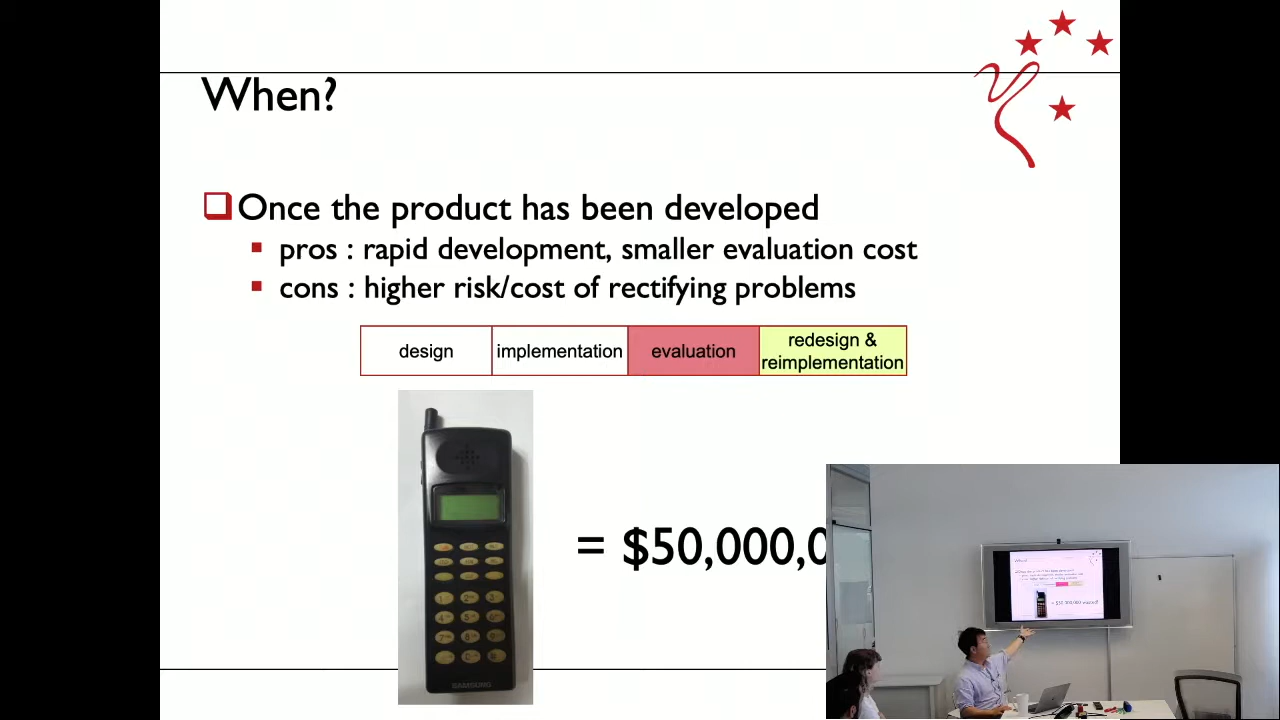 When?
Once the product has been developed
pros : rapid development, smaller evaluation cost
cons : higher risk/cost of rectifying problems
design
implementation
evaluation
redesign &
reimplementation
= $50,000,0
SAMSUNG